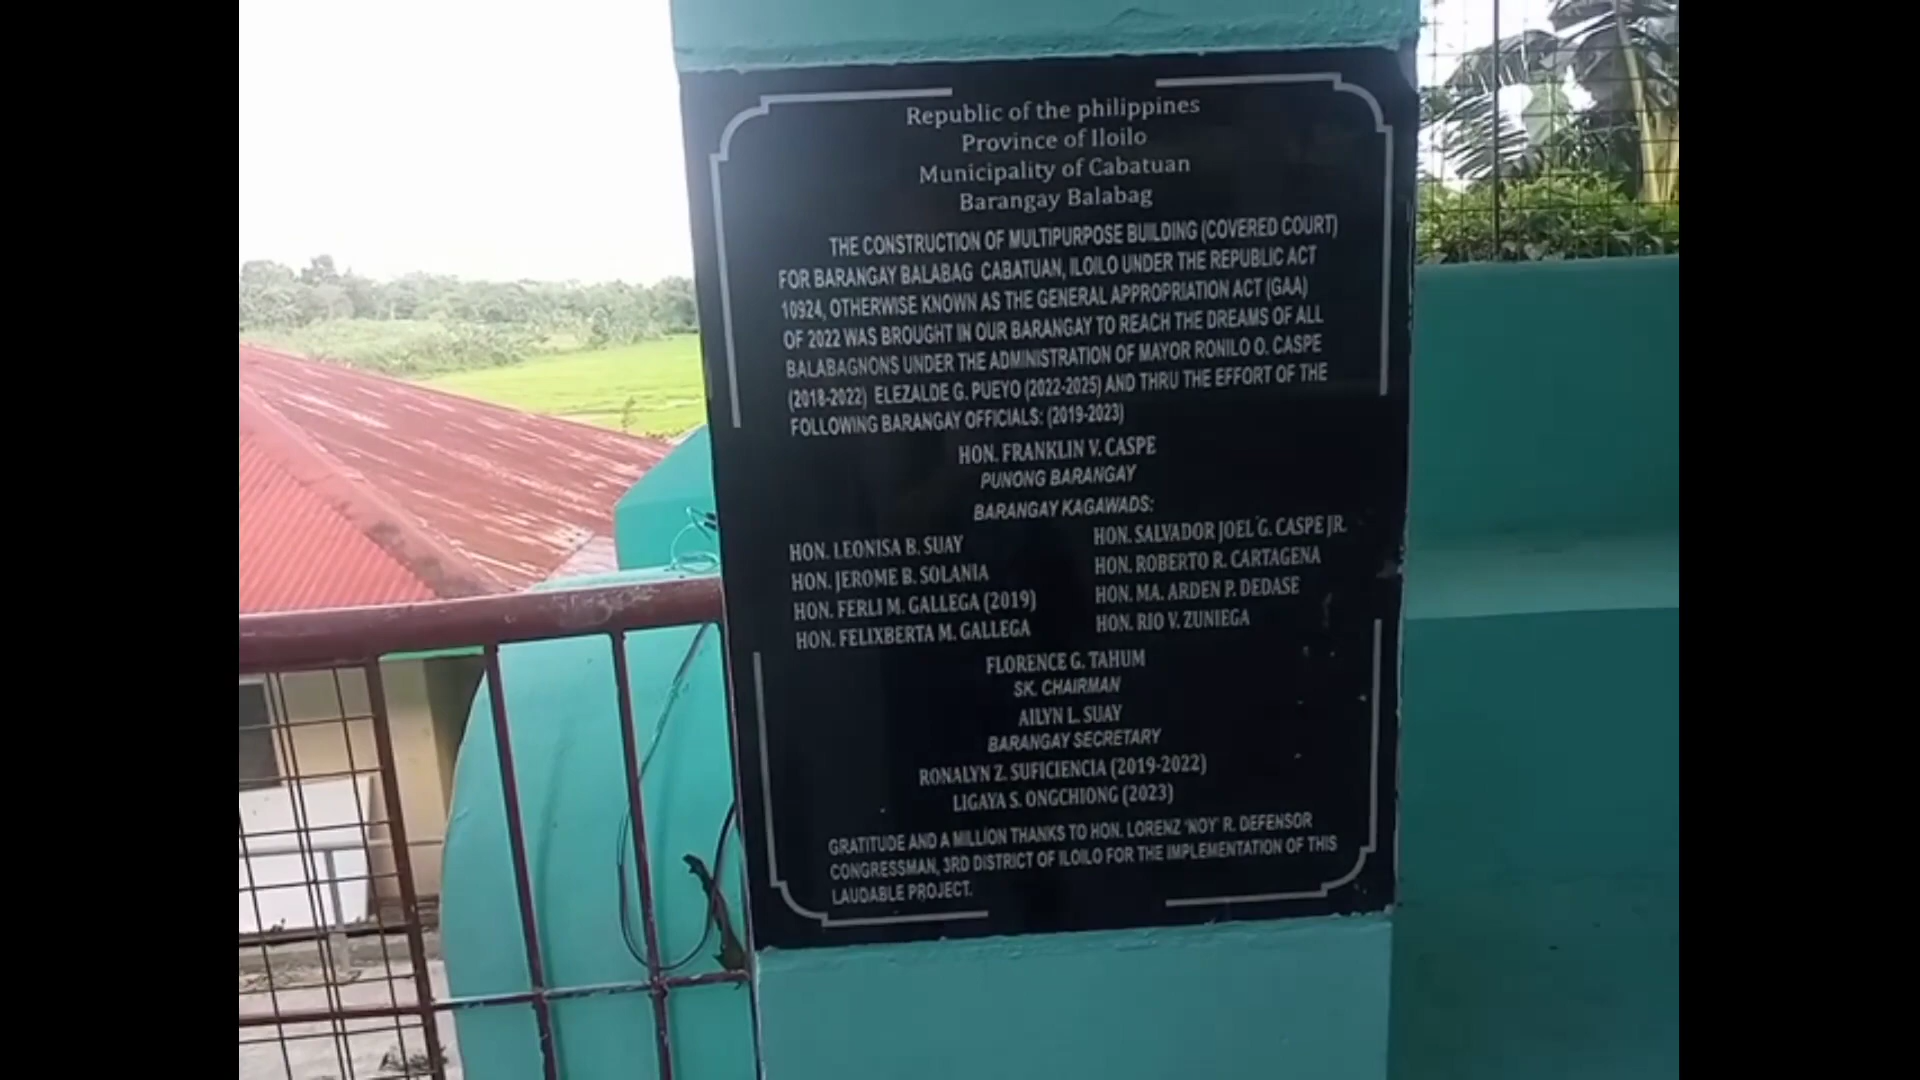 Republic of the philippines
Province of Iloilo
Municipality of Cabatuan
Barangay Balabag
THE CONSTRUCTION OF MULTIPURPOSE BUILDING (COVERED COURT)
FOR BARANGAY BALABAG CABATUAN, ILOILO UNDER THE REPUBLIC ACT
10924, OTHERWISE KNOWN AS THE GENERAL APPROPRIATION ACT (GAA)
OF 2022 WAS BROUGHT IN OUR BARANGAY TO REACH THE DREAMS OF ALL
BALABAGNONS UNDER THE ADMINISTRATION OF MAYOR RONILO O. CASPE
(2018-2022) ELEZALDE G. PUEYO (2022-2025) AND THRU THE EFFORT OF THE
FOLLOWING BARANGAY OFFICIALS: (2019-2023)
HON. FRANKLIN V. CASPE
PUNONG BARANGAY
BARANGAY KAGAWADS:
HON. LEONISA B. SUAY
HON. JEROME B. SOLANIA
HON. FERLI M. GALLEGA (2019)
HON. FELIXBERTA M. GALLEGA
HON. SALVADOR JOEL G. CASPE JR.
HON. ROBERTO R. CARTAGENA
HON. MA. ARDEN P. DEDASE
HON. RIO V. ZUNIEGA
FLORENCE G. TAHUM
SK. CHAIRMAN
AILYN L. SUAY
BARANGAY SECRETARY
RONALYN Z. SUFICIENCIA (2019-2022)
LIGAYA S. ONGCHIONG (2023)
GRATITUDE AND A MILLION THANKS TO HON. LORENZ 'NOY' R. DEFENSOR
CONGRESSMAN, 3RD DISTRICT OF ILOILO FOR THE IMPLEMENTATION OF THIS
LAUDABLE PROJECT.